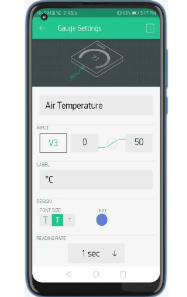 Gauge Settings
Air Temperature
INPUT
V3 0 50
LABEL
°C
DESIGN
FONT SIZE TEXT
T T T
READING RATE
1 sec